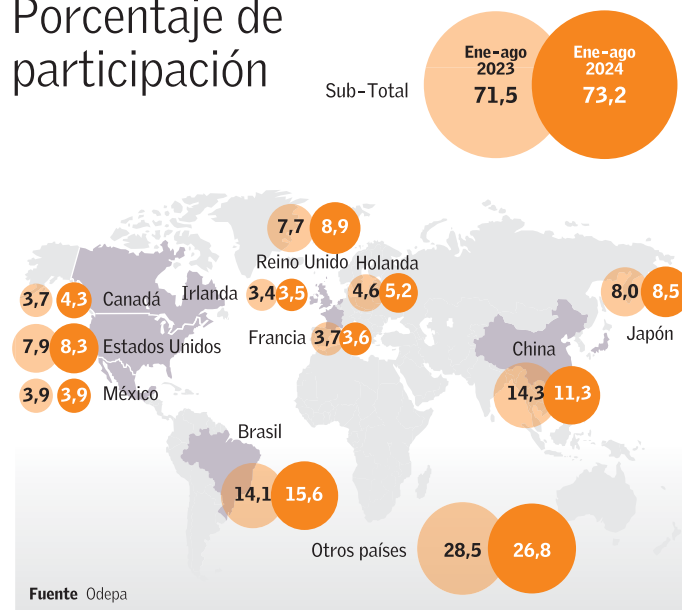 Porcentaje de
participación
Sub-Total
Ene-ago
2023
71,5
Ene-ago
2024
73,2
7,7 8,9
Reino Unido
Holanda
4,6 5,2
Irlanda 3,4 3,5
3,7 4,3 Canadá
8,0 8,5
Japón
Francia 3,7 3,6
7,9 8,3 Estados Unidos
China
14,3 11,3
3,9 3,9 México
Brasil
14,1 15,6
Otros países 28,5 26,8
Fuente Odepa